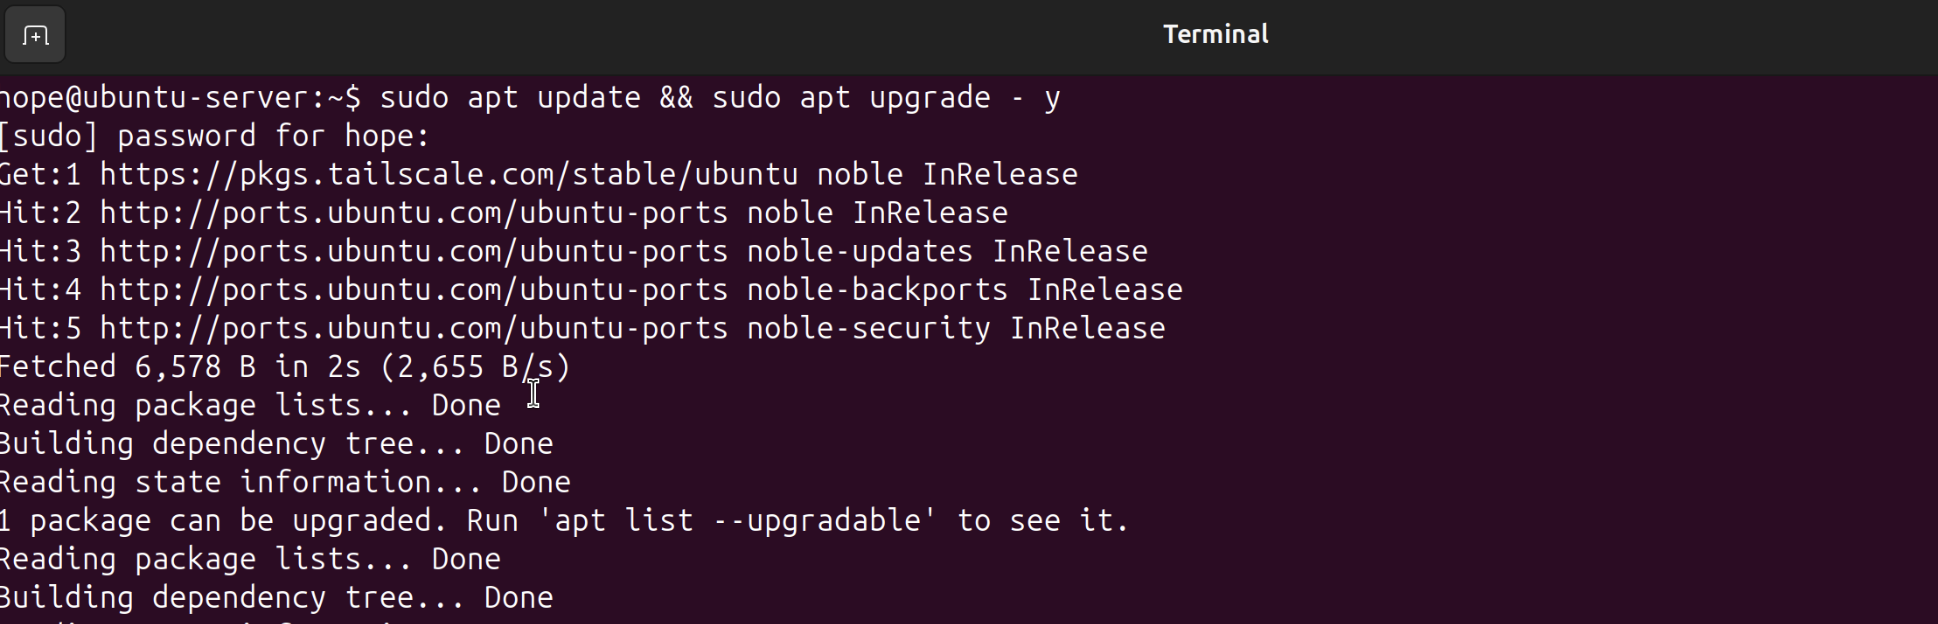 Terminal
hope@ubuntu-server:~$ sudo apt update && sudo apt upgrade - y
[sudo] password for hope:
Get:1 https://pkgs.tailscale.com/stable/ubuntu noble InRelease
Hit:2 http://ports.ubuntu.com/ubuntu-ports noble InRelease
Hit:3 http://ports.ubuntu.com/ubuntu-ports noble-updates InRelease
Hit:4 http://ports.ubuntu.com/ubuntu-ports noble-backports InRelease
Hit:5 http://ports.ubuntu.com/ubuntu-ports noble-security InRelease
Fetched 6,578 B in 2s (2,655 B/s)
Reading package lists... Done
Building dependency tree... Done
Reading state information... Done
1 package can be upgraded. Run 'apt list --upgradable' to see it.
Reading package lists... Done
Building dependency tree... Done